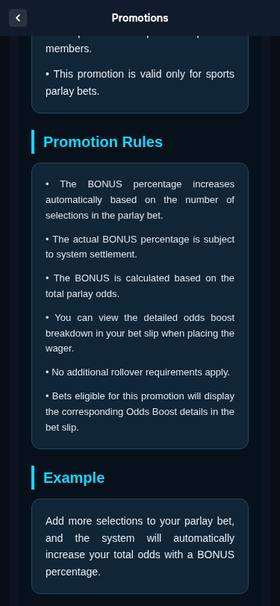 Promotions
members.
• This promotion is valid only for sports
parlay bets.
Promotion Rules
• The BONUS percentage increases
automatically based on the number of
selections in the parlay bet.
• The actual BONUS percentage is subject
to system settlement.
• The BONUS is calculated based on the
total parlay odds.
• You can view the detailed odds boost
breakdown in your bet slip when placing the
wager.
• No additional rollover requirements apply.
• Bets eligible for this promotion will display
the corresponding Odds Boost details in the
bet slip.
Example
Add more selections to your parlay bet,
and the system will automatically
increase your total odds with a BONUS
percentage.